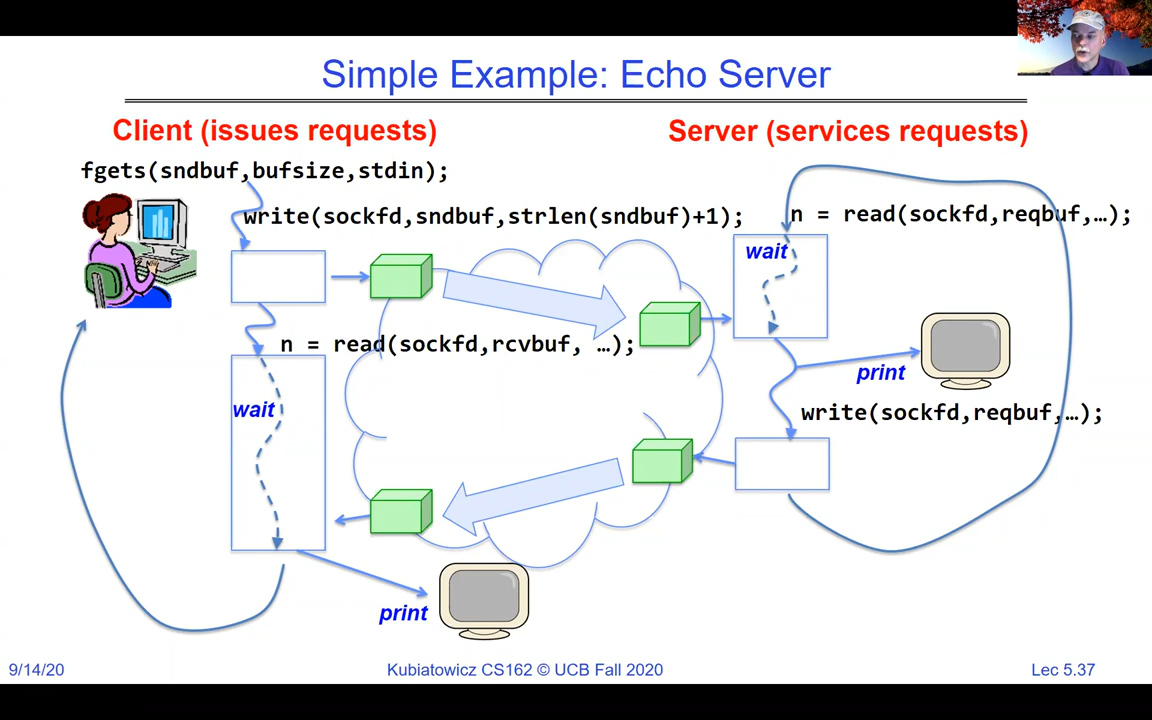 Simple Example: Echo Server
Client (issues requests)
Server (services requests)
fgets(sndbuf,bufsize,stdin);
write(sockfd,sndbuf,strlen(sndbuf)+1);
n = read(sockfd,reqbuf,…);
wait
n = read(sockfd,rcvbuf, …);
print
wait
write(sockfd,reqbuf,…);
print
9/14/20
Kubiatowicz CS162 © UCB Fall 2020
Lec 5.37